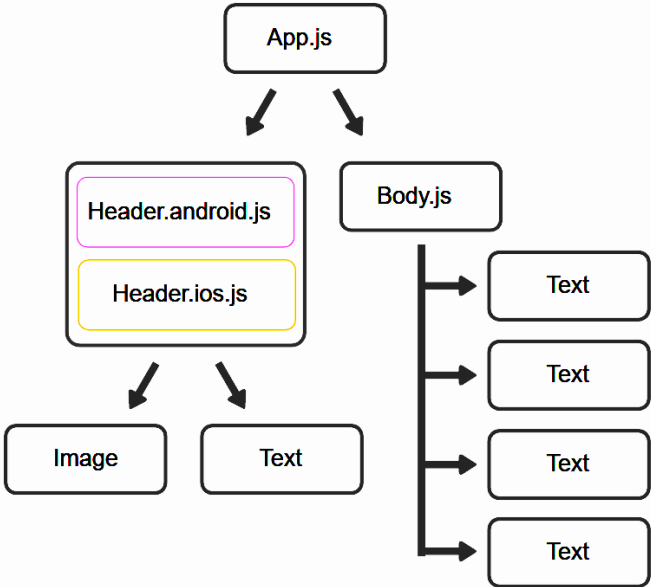 App.js
Header.android.js
Header.ios.js
Body.js
Image
Text
Text
Text
Text
Text